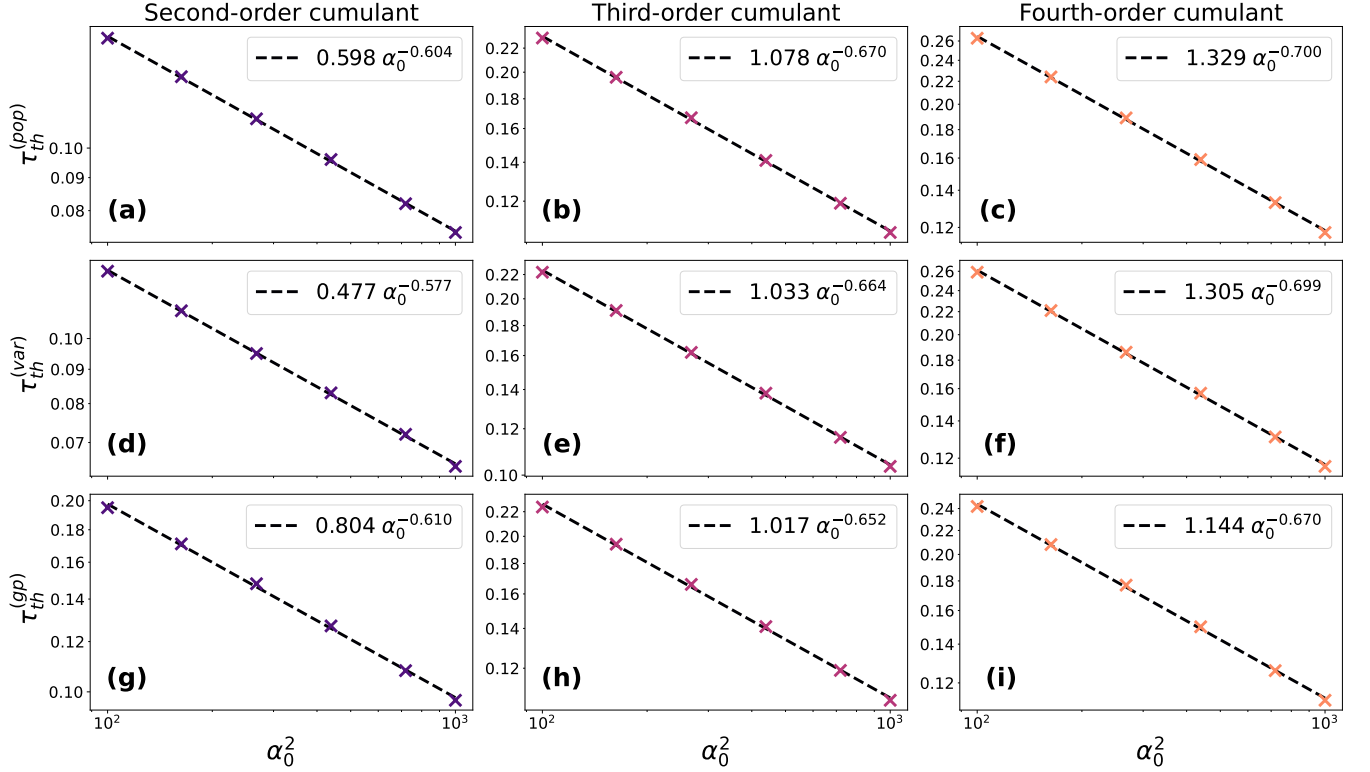 Second-order cumulant Third-order cumulant Fourth-order cumulant
τ_th^(pop)
0.10
0.09
0.08
0.598 α_0^−0.604
(a)
0.22
0.20
0.18
0.16
0.14
0.12
1.078 α_0^−0.670
(b)
0.26
0.24
0.22
0.20
0.18
0.16
0.14
0.12
1.329 α_0^−0.700
(c)
τ_th^(var)
0.10
0.09
0.08
0.07
0.477 α_0^−0.577
(d)
0.22
0.20
0.18
0.16
0.14
0.12
0.10
1.033 α_0^−0.664
(e)
0.26
0.24
0.22
0.20
0.18
0.16
0.14
0.12
1.305 α_0^−0.699
(f)
τ_th^(gp)
0.20
0.18
0.16
0.14
0.12
0.10
0.804 α_0^−0.610
(g)
0.22
0.20
0.18
0.16
0.14
0.12
1.017 α_0^−0.652
(h)
0.24
0.22
0.20
0.18
0.16
0.14
0.12
1.144 α_0^−0.670
(i)
10^2 10^3 10^2 10^3 10^2 10^3
α_0^2 α_0^2 α_0^2